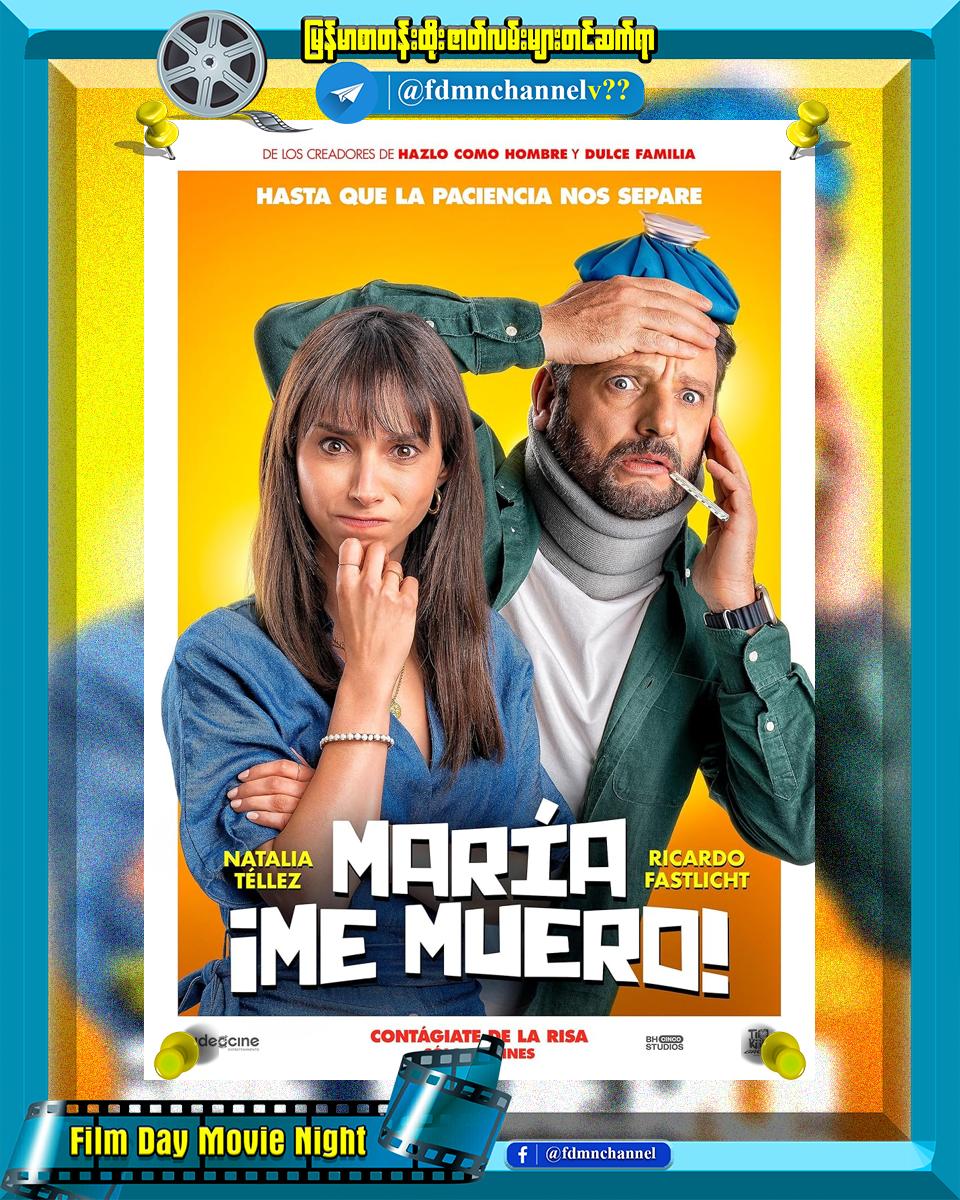 မြန်မာစာတန်းထိုးဇာတ်လမ်းများတင်ဆက်ရာ
@fdmnchannelv??
DE LOS CREADORES DE HAZLO COMO HOMBRE Y DULCE FAMILIA
HASTA QUE LA PACIENCIA NOS SEPARE
NATALIA
TÉLLEZ
MARÍA
RICARDO
FASTLICHT
¡ME MUERO!
CONTÁGIATE DE LA RISA
BH CINCO
STUDIOS
Film Day Movie Night
f @fdmnchannel